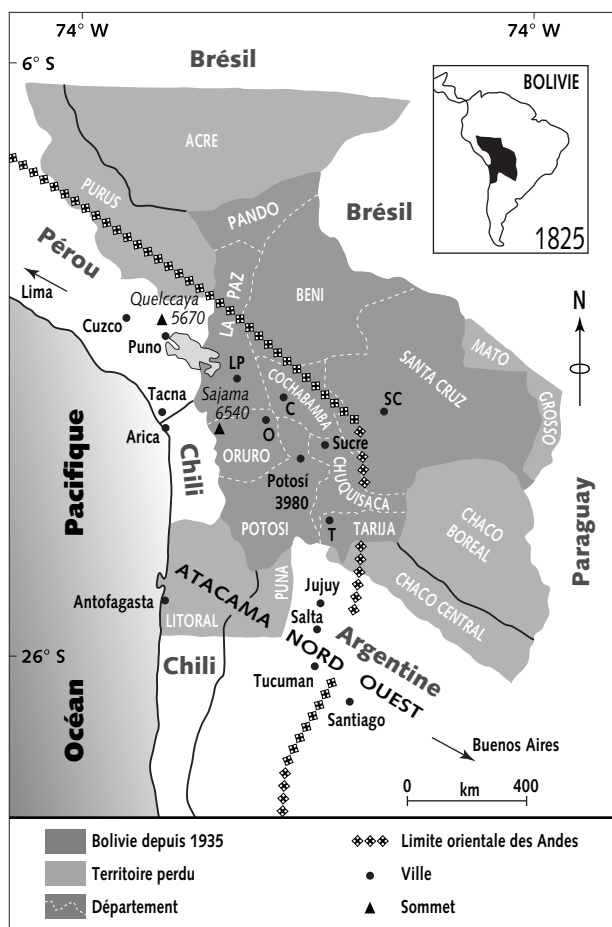 74° W
74° W
6° S
Brésil
BOLIVIE
1825
ACRE
PURUS
PANDO
Brésil
Pérou
Lima
N
Quelccaya
5670
LA PAZ
BENI
Cuzco
Puno
MATO
GROSSO
LP
SANTA CRUZ
Sajama
6540
COCHABAMBA
SC
Tacna
C
Arica
O
Sucre
ORURO
Chili
Potosí
3980
CHUQUISACA
Pacifique
Paraguay
POTOSI
T
TARIJA
CHACO
BOREAL
PUNA
CHACO CENTRAL
ATACAMA
Jujuy
Antofagasta
LITORAL
Salta
Argentine
NORD OUEST
26° S
Chili
Tucuman
Santiago
Océan
Buenos Aires
0
400
km
Bolivie depuis 1935
Limite orientale des Andes
Territoire perdu
Ville
Département
Sommet